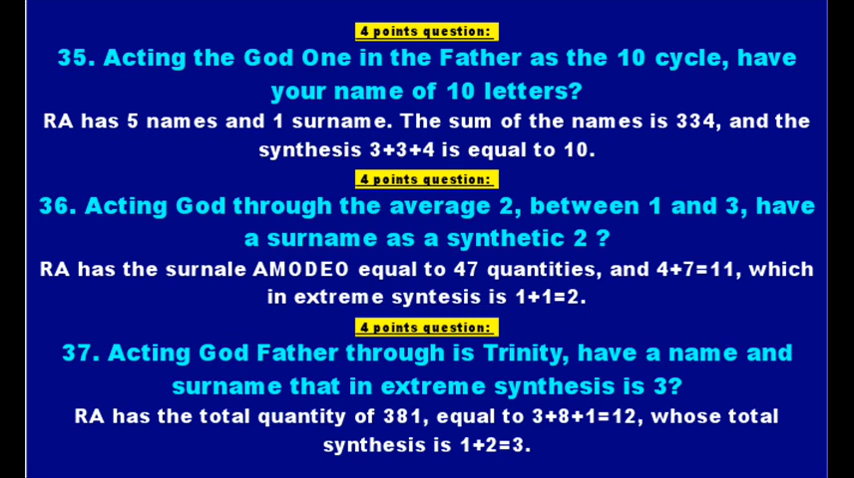 4 points question:
35. Acting the God One in the Father as the 10 cycle, have
your name of 10 letters?
RA has 5 names and 1 surname. The sum of the names is 334, and the
synthesis 3+3+4 is equal to 10.
4 points question:
36. Acting God through the average 2, between 1 and 3, have
a surname as a synthetic 2 ?
RA has the surnale AMODEO equal to 47 quantities, and 4+7=11, which
in extreme syntesis is 1+1=2.
4 points question:
37. Acting God Father through is Trinity, have a name and
surname that in extreme synthesis is 3?
RA has the total quantity of 381, equal to 3+8+1=12, whose total
synthesis is 1+2=3.